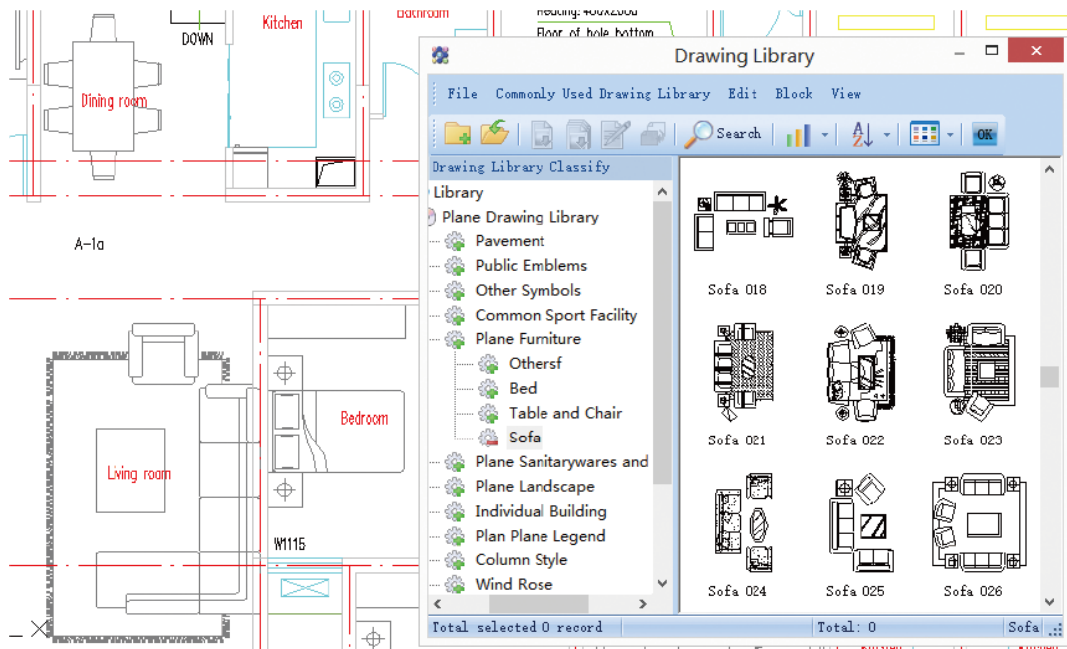 Kitchen
Bathroom
DOWN
Heating: 400x2000
Floor of hole bottom
Dining room
A-1a
Living room
Bedroom
W1115
Drawing Library
File Commonly Used Drawing Library Edit Block View
Search
OK
Drawing Library Classify
Library
Plane Drawing Library
Pavement
Public Emblems
Other Symbols
Common Sport Facility
Plane Furniture
Othersf
Bed
Table and Chair
Sofa
Plane Sanitarywares and
Plane Landscape
Individual Building
Plan Plane Legend
Column Style
Wind Rose
Sofa 018 Sofa 019 Sofa 020
Sofa 021 Sofa 022 Sofa 023
Sofa 024 Sofa 025 Sofa 026
Total selected 0 record Total: 0 Sofa